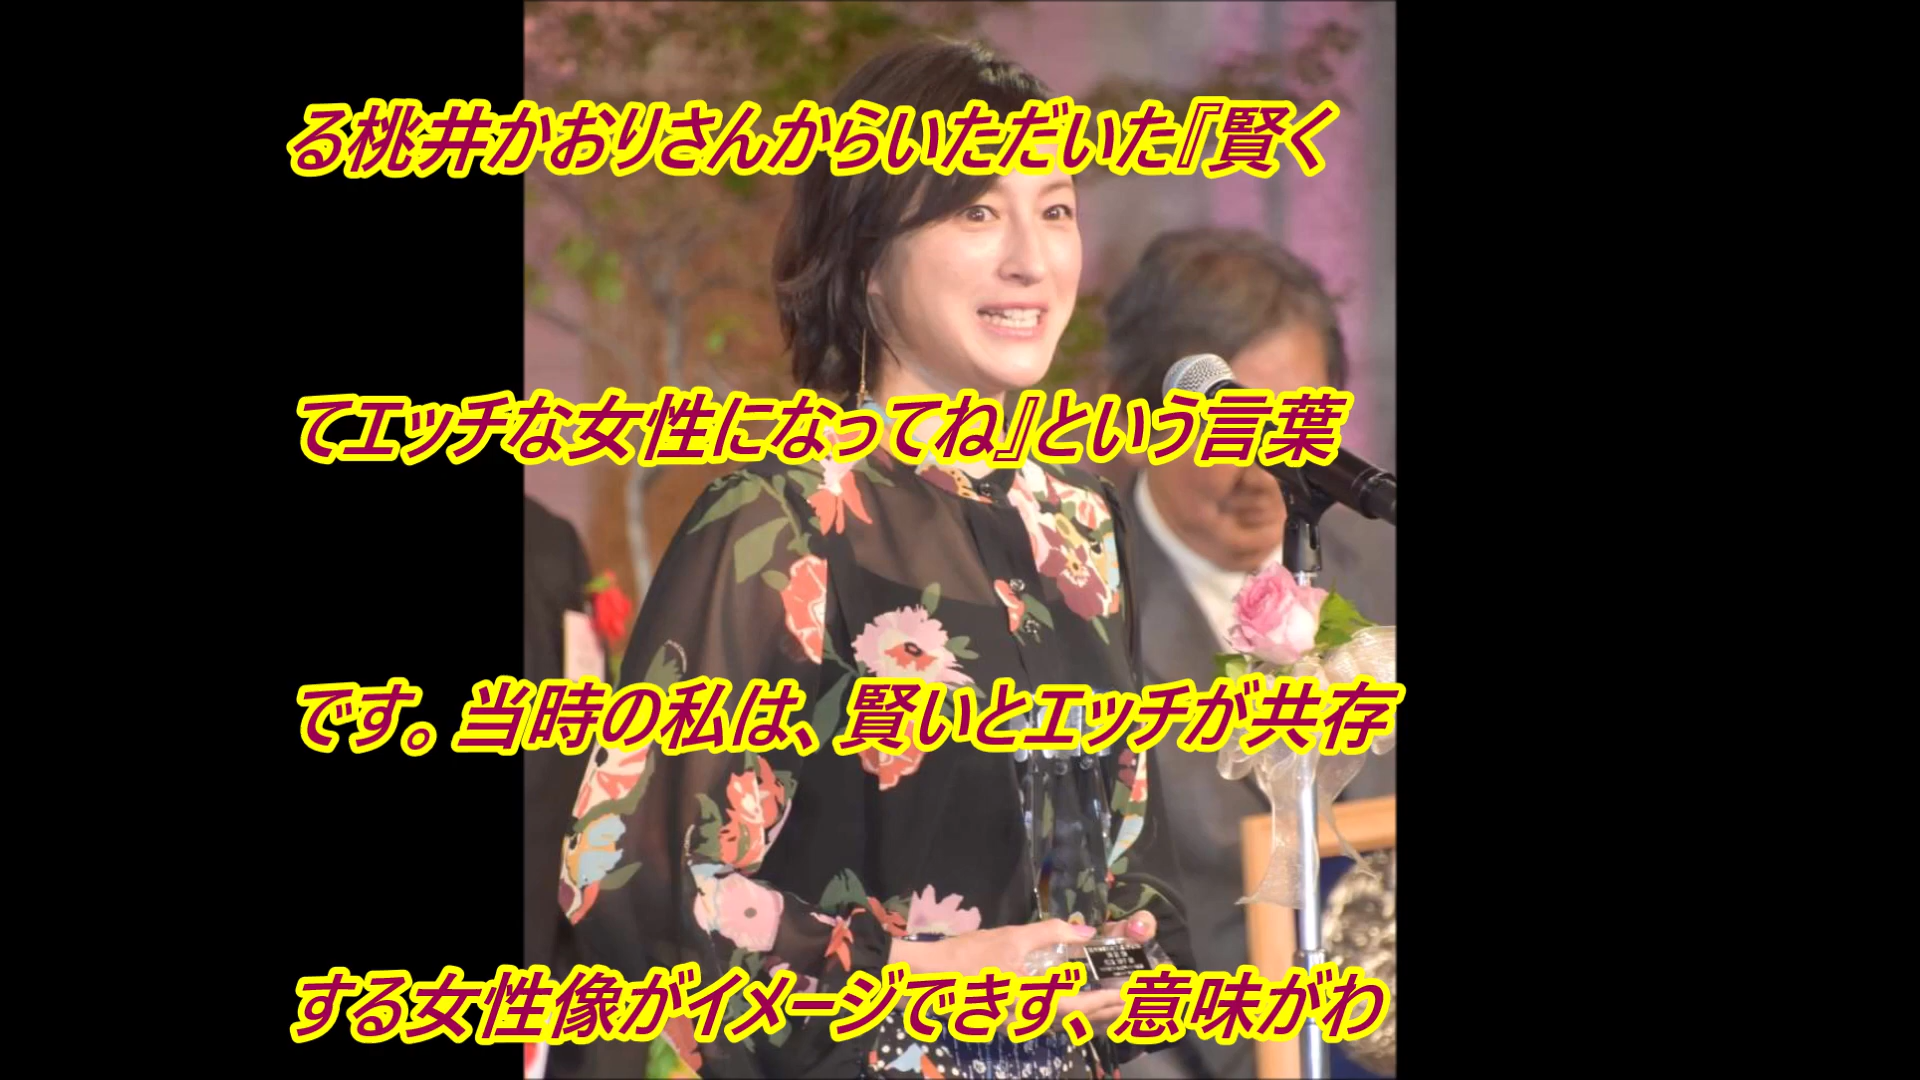 る桃井かおりさんからいただいた『賢く
てエッチな女性になってね』という言葉
です。当時の私は、賢いとエッチが共存
する女性像がイメージできず、意味がわ